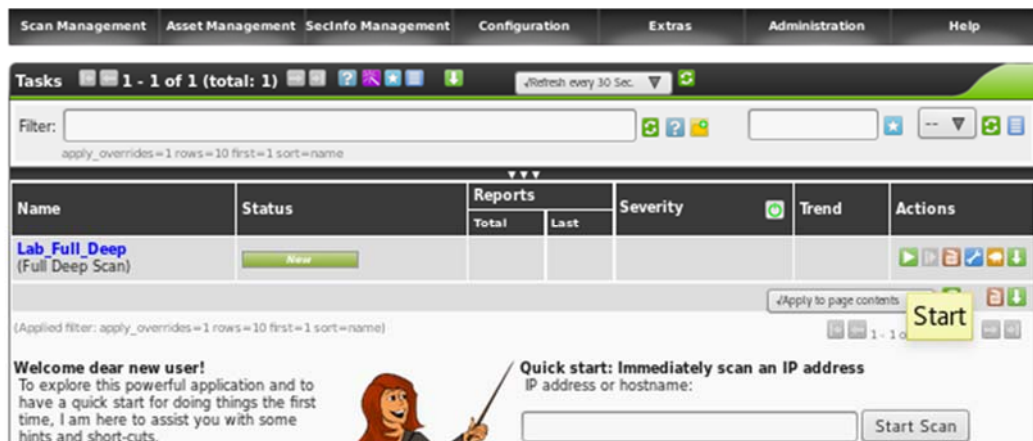 Scan Management Asset Management SecInfo Management Configuration Extras Administration Help
Tasks 1 - 1 of 1 (total: 1) √Refresh every 30 Sec.
Filter:
--
apply_overrides=1 rows=10 first=1 sort=name
Name Status Reports Severity Trend Actions
Total Last
Lab_Full_Deep
(Full Deep Scan)
New
√Apply to page contents
Start
(Applied filter: apply_overrides=1 rows=10 first=1 sort=name)
1 - 1 o
Welcome dear new user!
To explore this powerful application and to
have a quick start for doing things the first
time, I am here to assist you with some
hints and short-cuts.
Quick start: Immediately scan an IP address
IP address or hostname:
Start Scan